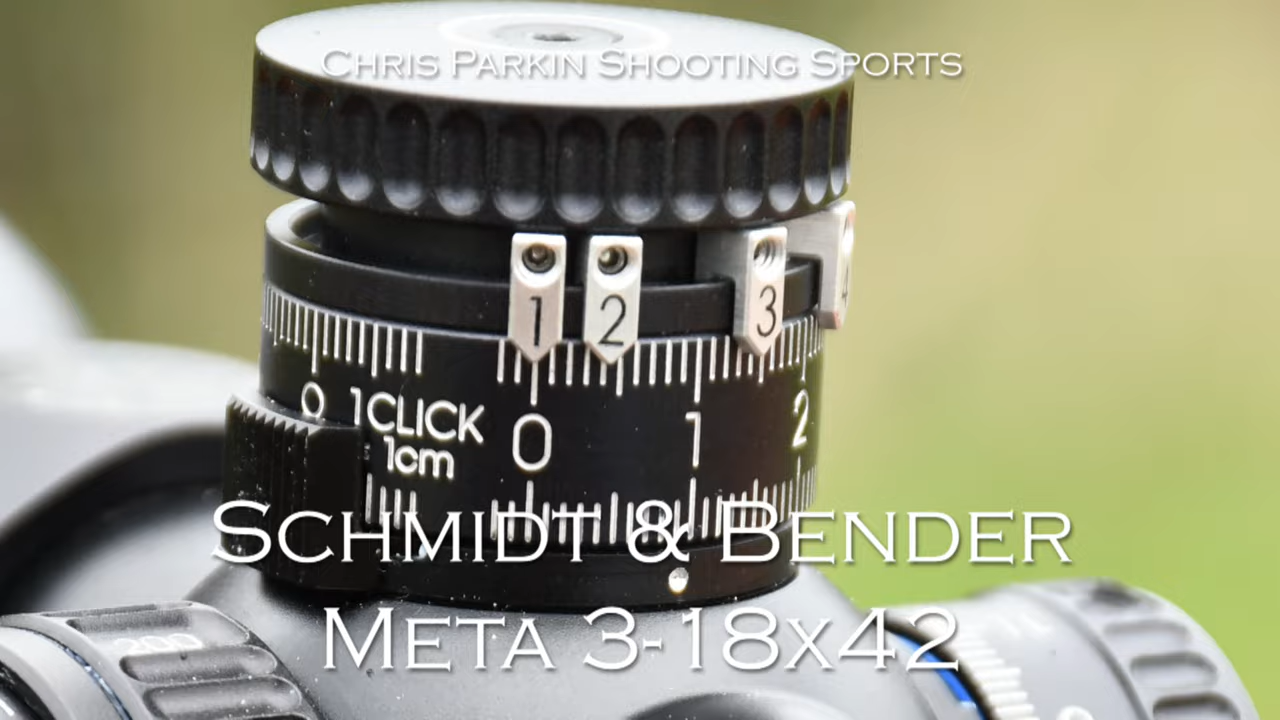 Chris Parkin Shooting Sports
1 2 3 4
0 1CLICK 0 1 2
1cm
Schmidt & Bender
Meta 3-18x42
200